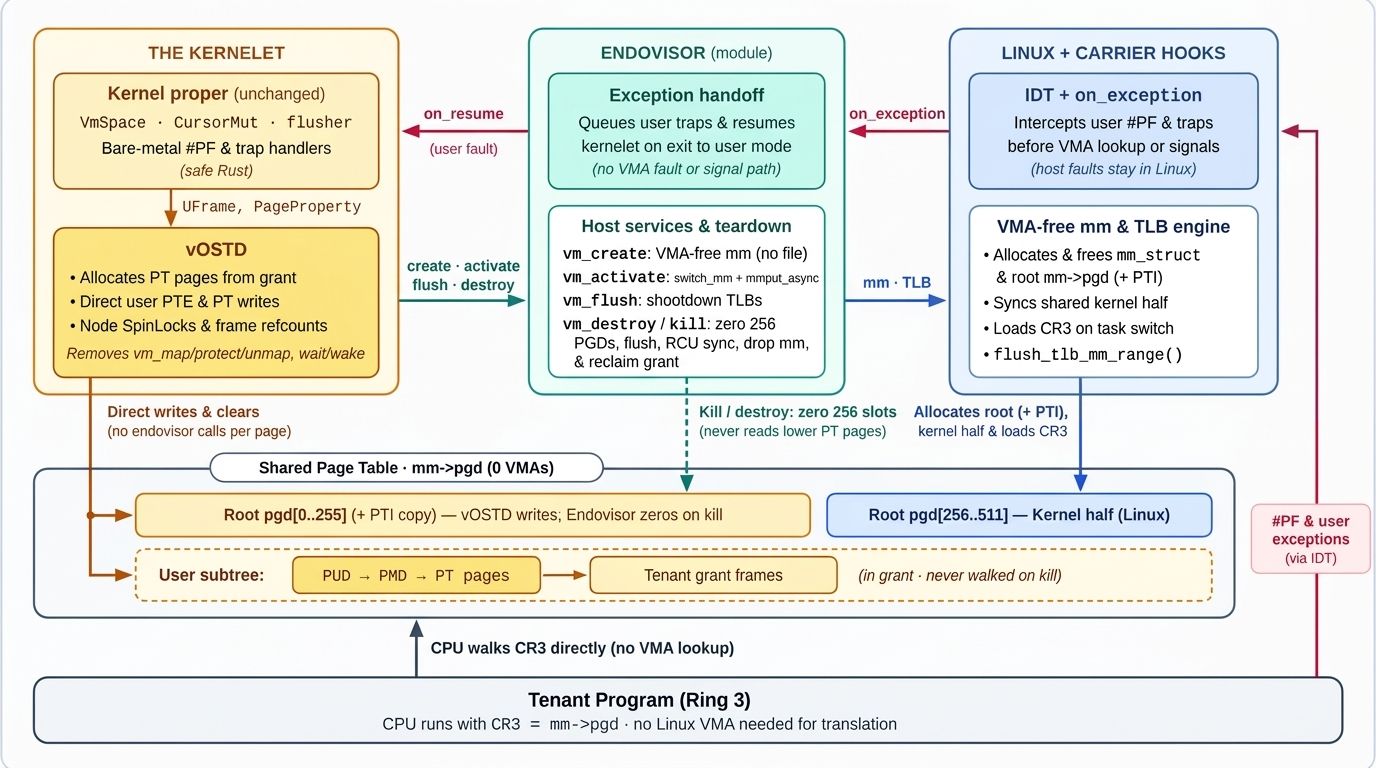 THE KERNELET
Kernel proper (unchanged)
VmSpace · CursorMut · flusher
Bare-metal #PF & trap handlers
(safe Rust)
UFrame, PageProperty
vOSTD
• Allocates PT pages from grant
• Direct user PTE & PT writes
• Node SpinLocks & frame refcounts
Removes vm_map/protect/unmap, wait/wake
on_resume
(user fault)
create · activate
flush · destroy
ENDOVISOR (module)
Exception handoff
Queues user traps & resumes
kernelet on exit to user mode
(no VMA fault or signal path)
Host services & teardown
vm_create: VMA-free mm (no file)
vm_activate: switch_mm + mmput_async
vm_flush: shootdown TLBs
vm_destroy / kill: zero 256
PGDs, flush, RCU sync, drop mm,
& reclaim grant
on_exception
mm · TLB
LINUX + CARRIER HOOKS
IDT + on_exception
Intercepts user #PF & traps
before VMA lookup or signals
(host faults stay in Linux)
VMA-free mm & TLB engine
• Allocates & frees mm_struct
& root mm->pgd (+ PTI)
• Syncs shared kernel half
• Loads CR3 on task switch
• flush_tlb_mm_range()
Direct writes & clears
(no endovisor calls per page)
Kill / destroy: zero 256 slots
(never reads lower PT pages)
Allocates root (+ PTI),
kernel half & loads CR3
Shared Page Table · mm->pgd (0 VMAs)
Root pgd[0..255] (+ PTI copy) — vOSTD writes; Endovisor zeros on kill
Root pgd[256..511] — Kernel half (Linux)
User subtree:
PUD → PMD → PT pages
Tenant grant frames
(in grant · never walked on kill)
#PF & user
exceptions
(via IDT)
CPU walks CR3 directly (no VMA lookup)
Tenant Program (Ring 3)
CPU runs with CR3 = mm->pgd · no Linux VMA needed for translation